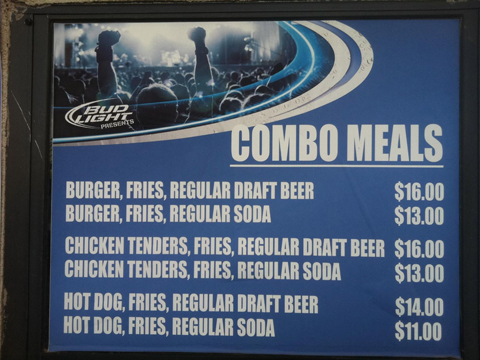 BUD LIGHT
PRESENTS
COMBO MEALS
BURGER, FRIES, REGULAR DRAFT BEER $16.00
BURGER, FRIES, REGULAR SODA $13.00
CHICKEN TENDERS, FRIES, REGULAR DRAFT BEER $16.00
CHICKEN TENDERS, FRIES, REGULAR SODA $13.00
HOT DOG, FRIES, REGULAR DRAFT BEER $14.00
HOT DOG, FRIES, REGULAR SODA $11.00